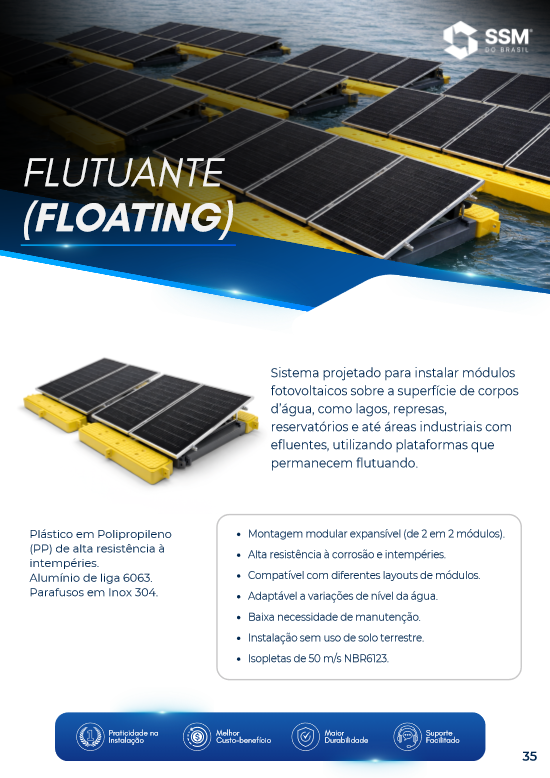 SSM
DO BRASIL
FLUTUANTE
(FLOATING)
Sistema projetado para instalar módulos
fotovoltaicos sobre a superfície de corpos
d'água, como lagos, represas,
reservatórios e até áreas industriais com
efluentes, utilizando plataformas que
permanecem flutuando.
Plástico em Polipropileno
(PP) de alta resistência à
intempéries.
Alumínio de liga 6063.
Parafusos em Inox 304.
• Montagem modular expansível (de 2 em 2 módulos).
• Alta resistência à corrosão e intempéries.
• Compatível com diferentes layouts de módulos.
• Adaptável a variações de nível da água.
• Baixa necessidade de manutenção.
• Instalação sem uso de solo terrestre.
• Isopletas de 50 m/s NBR6123.
1
Praticidade na
Instalação
$
Melhor
Custo-benefício
Maior
Durabilidade
Suporte
Facilitado
35